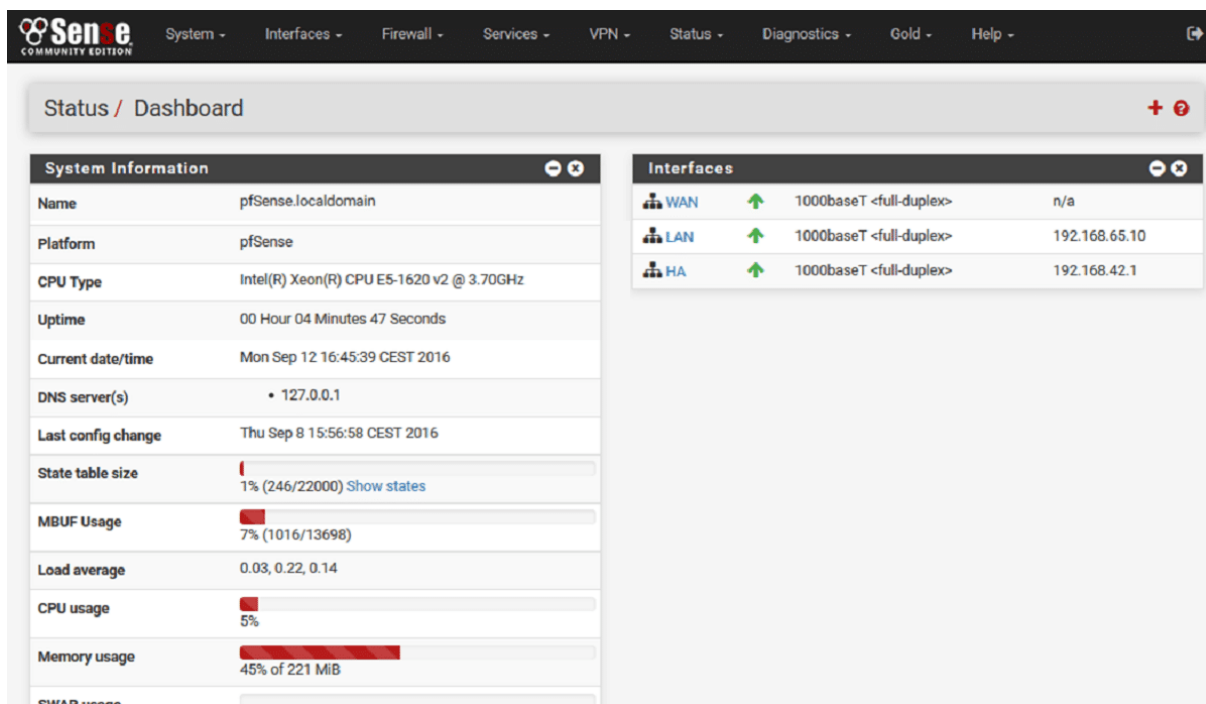 Sense
COMMUNITY EDITION
System
Interfaces
Firewall
Services
VPN
Status
Diagnostics
Gold
Help
Status / Dashboard
System Information
Name pfSense.localdomain
Platform pfSense
CPU Type Intel(R) Xeon(R) CPU E5-1620 v2 @ 3.70GHz
Uptime 00 Hour 04 Minutes 47 Seconds
Current date/time Mon Sep 12 16:45:39 CEST 2016
DNS server(s) • 127.0.0.1
Last config change Thu Sep 8 15:56:58 CEST 2016
State table size
1% (246/22000) Show states
MBUF Usage
7% (1016/13698)
Load average 0.03, 0.22, 0.14
CPU usage
5%
Memory usage
45% of 221 MiB
SWAP usage
Interfaces
WAN 1000baseT <full-duplex> n/a
LAN 1000baseT <full-duplex> 192.168.65.10
HA 1000baseT <full-duplex> 192.168.42.1